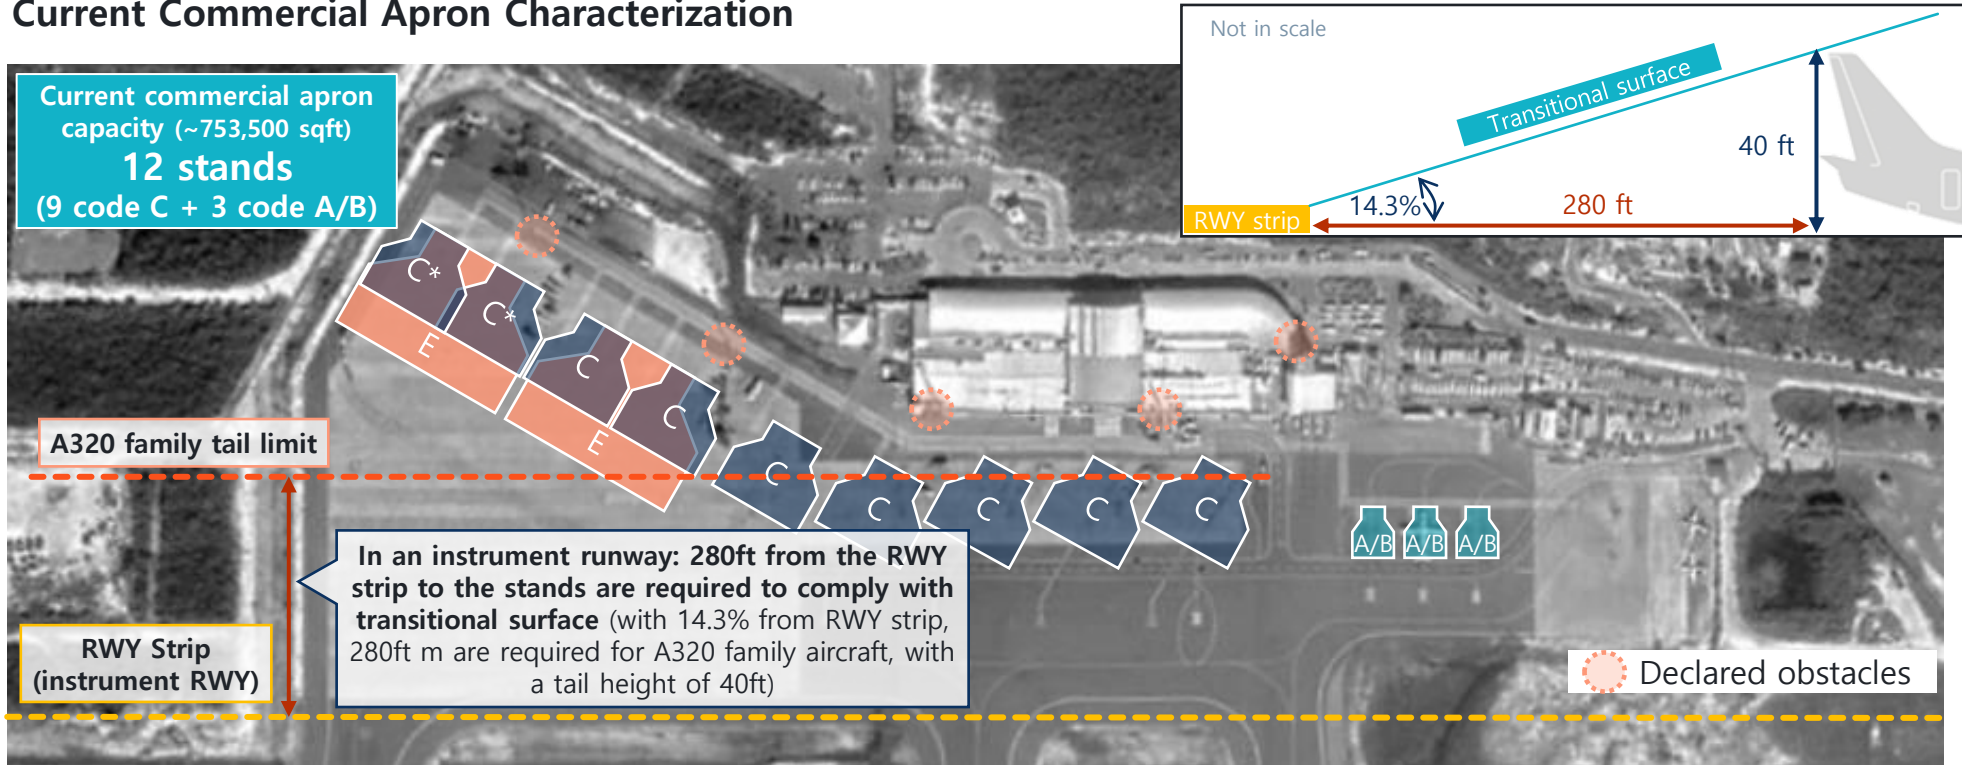 Current Commercial Apron Characterization
Current commercial apron
capacity (~753,500 sqft)
12 stands
(9 code C + 3 code A/B)
Not in scale
Transitional surface
40 ft
14.3%
280 ft
RWY strip
C*
C*
E
C
C
E
C
C
C
C
C
A/B
A/B
A/B
A320 family tail limit
In an instrument runway: 280ft from the RWY
strip to the stands are required to comply with
transitional surface (with 14.3% from RWY strip,
280ft m are required for A320 family aircraft, with
a tail height of 40ft)
RWY Strip
(instrument RWY)
Declared obstacles